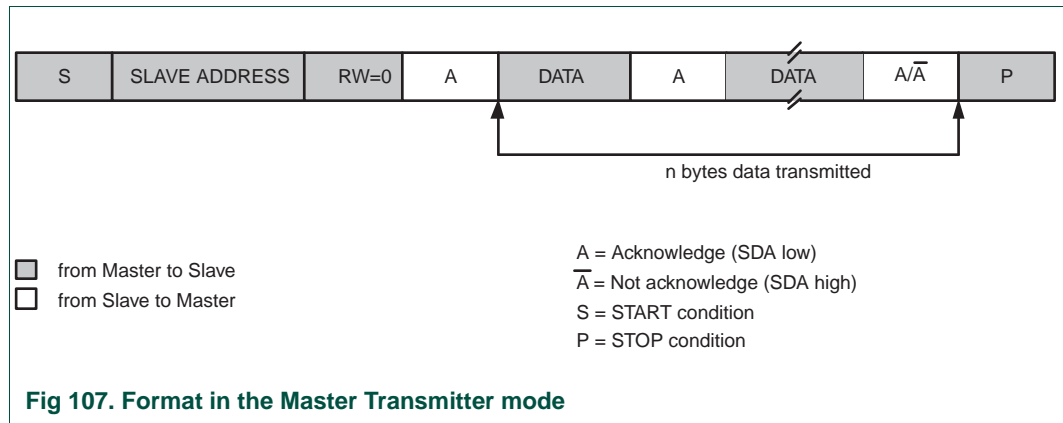 S SLAVE ADDRESS RW=0 A DATA A DATA A/A̅ P
n bytes data transmitted
from Master to Slave
from Slave to Master
A = Acknowledge (SDA low)
A̅ = Not acknowledge (SDA high)
S = START condition
P = STOP condition
Fig 107. Format in the Master Transmitter mode